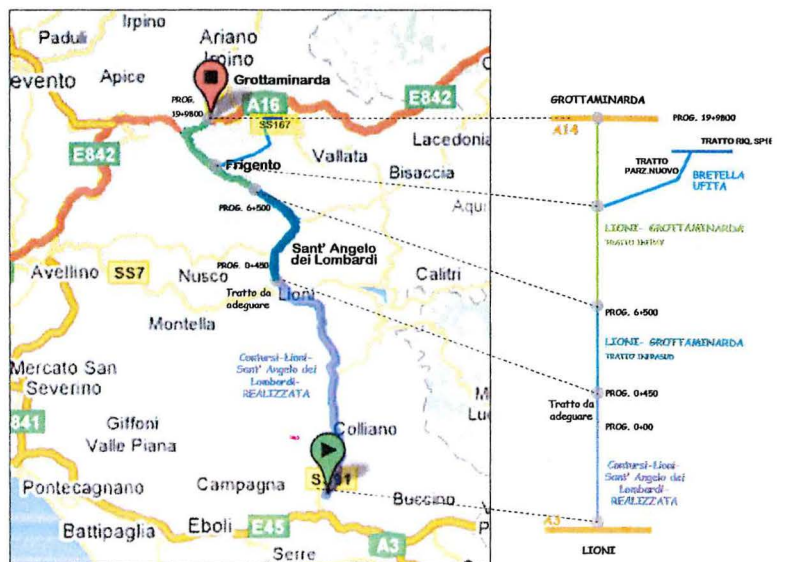 Irpino
Paduli
Ariano
Irpino
evento
Apice
Grottaminarda
PROG.
19+9800
A16
E842
SS167
E842
Lacedonia
Vallata
Frigento
Bisaccia
PROG. 6+500
Aqui
Sant' Angelo
dei Lombardi
PROG. 0+450
Avellino
SS7
Nusco
Calitri
Tratto da
adeguare
Lioni
Montella
Contursi-Lioni-
Sant' Angelo dei
Lombardi-
REALIZZATA
Mercato San
Severino
841
Giffoni
Valle Piana
Colliano
Pontecagnano
Campagna
Buccino
Battipaglia
Eboli
E45
A3
Serre
GROTTAMINARDA
PROG. 19+9800
A14
TRATTO RIQ. SP16
TRATTO
PARZ.NUOVO
BRETELLA
UFITA
LIONI- GROTTAMINARDA
PROG. 6+500
LIONI- GROTTAMINARDA
PROG. 0+450
Tratto da
adeguare
PROG. 0+00
Contursi-Lioni-
Sant' Angelo dei
Lombardi-
REALIZZATA
A3
LIONI